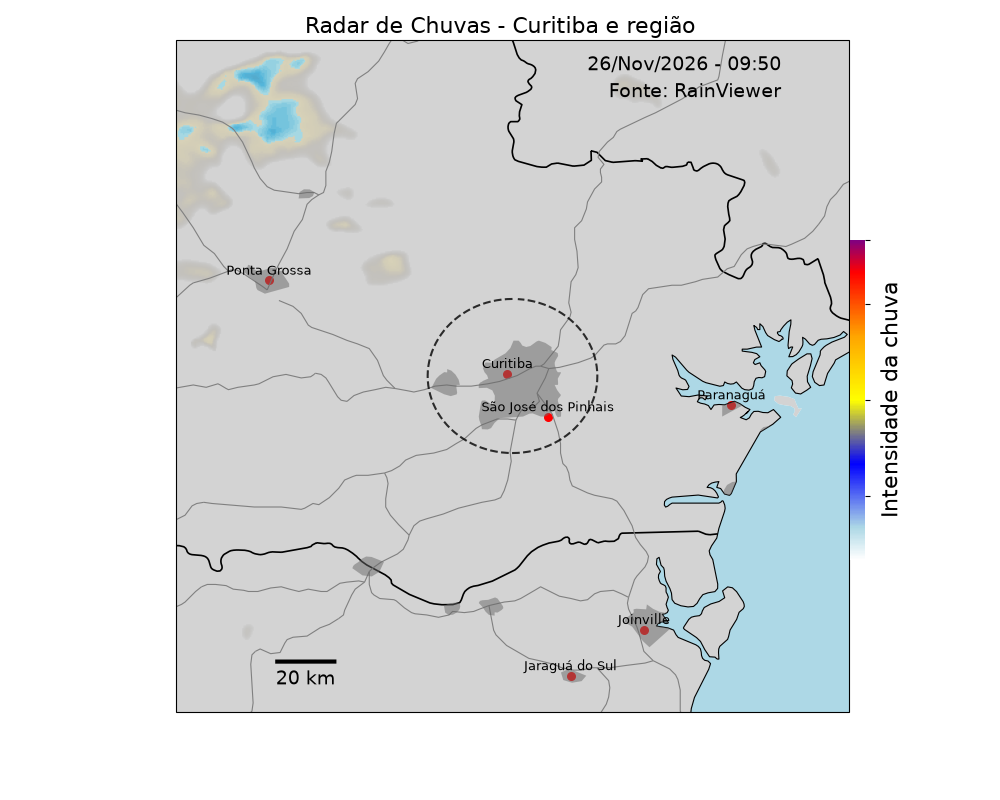 Radar de Chuvas - Curitiba e região
26/Nov/2026 - 09:50
Fonte: RainViewer
Ponta Grossa
Curitiba
São José dos Pinhais
Paranaguá
Intensidade da chuva
Joinville
Jaraguá do Sul
20 km